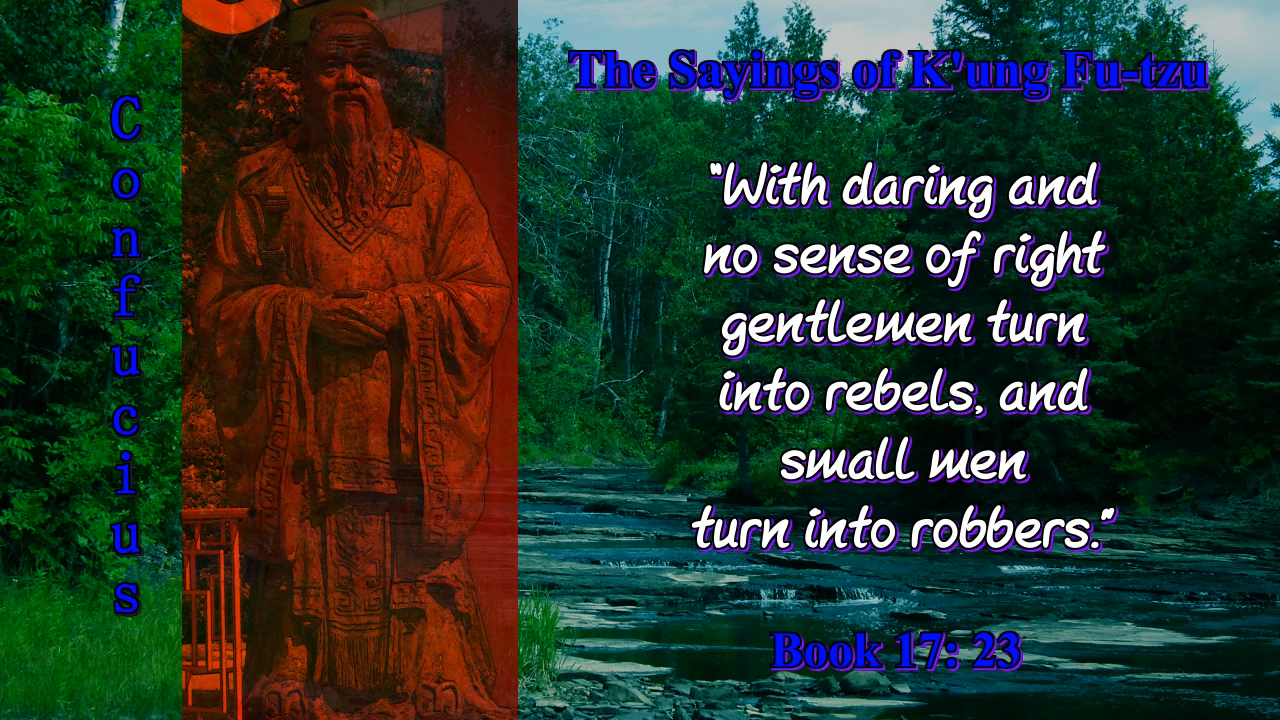 Confucius
The Sayings of K'ung Fu-tzu
"With daring and
no sense of right
gentlemen turn
into rebels, and
small men
turn into robbers."
Book 17: 23